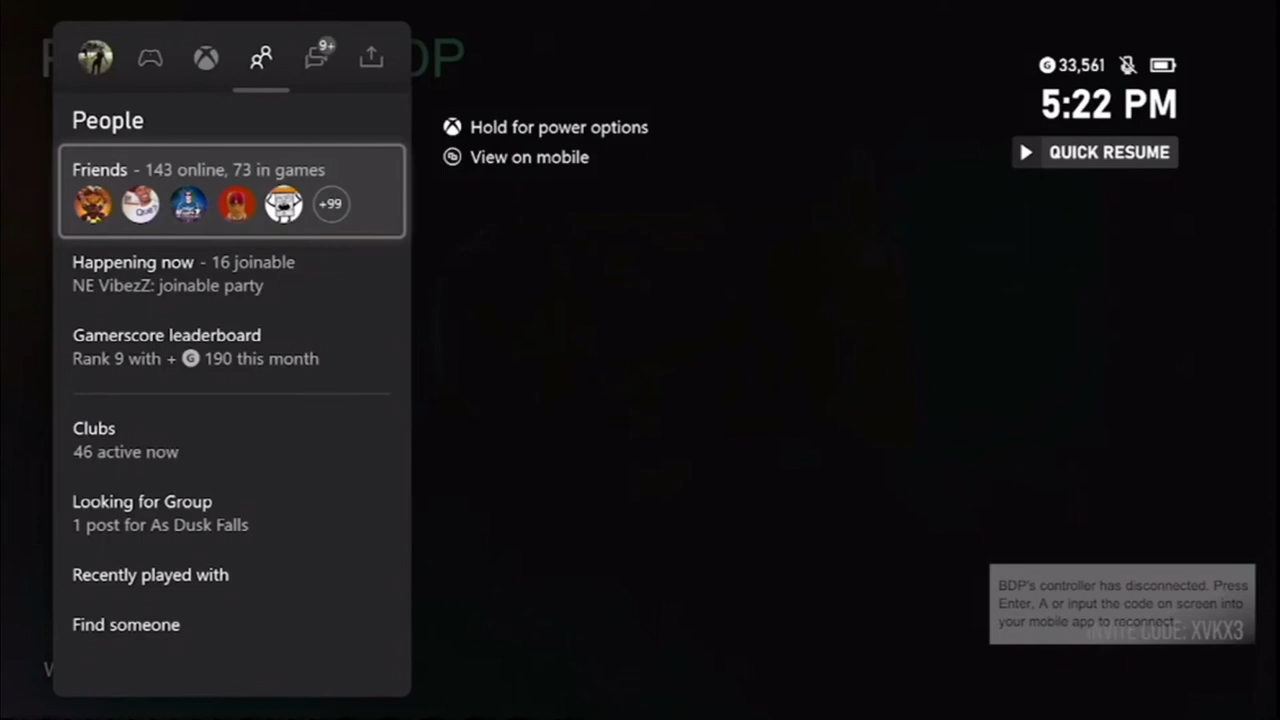 9+
DP
G 33,561
5:22 PM
QUICK RESUME
People
Hold for power options
View on mobile
Friends - 143 online, 73 in games
Que?
+99
Happening now - 16 joinable
NE VibezZ: joinable party
Gamerscore leaderboard
Rank 9 with + G 190 this month
Clubs
46 active now
Looking for Group
1 post for As Dusk Falls
Recently played with
Find someone
BDP's controller has disconnected. Press
Enter, A or input the code on screen into
your mobile app to reconnect.
INVITE CODE: XVKX3